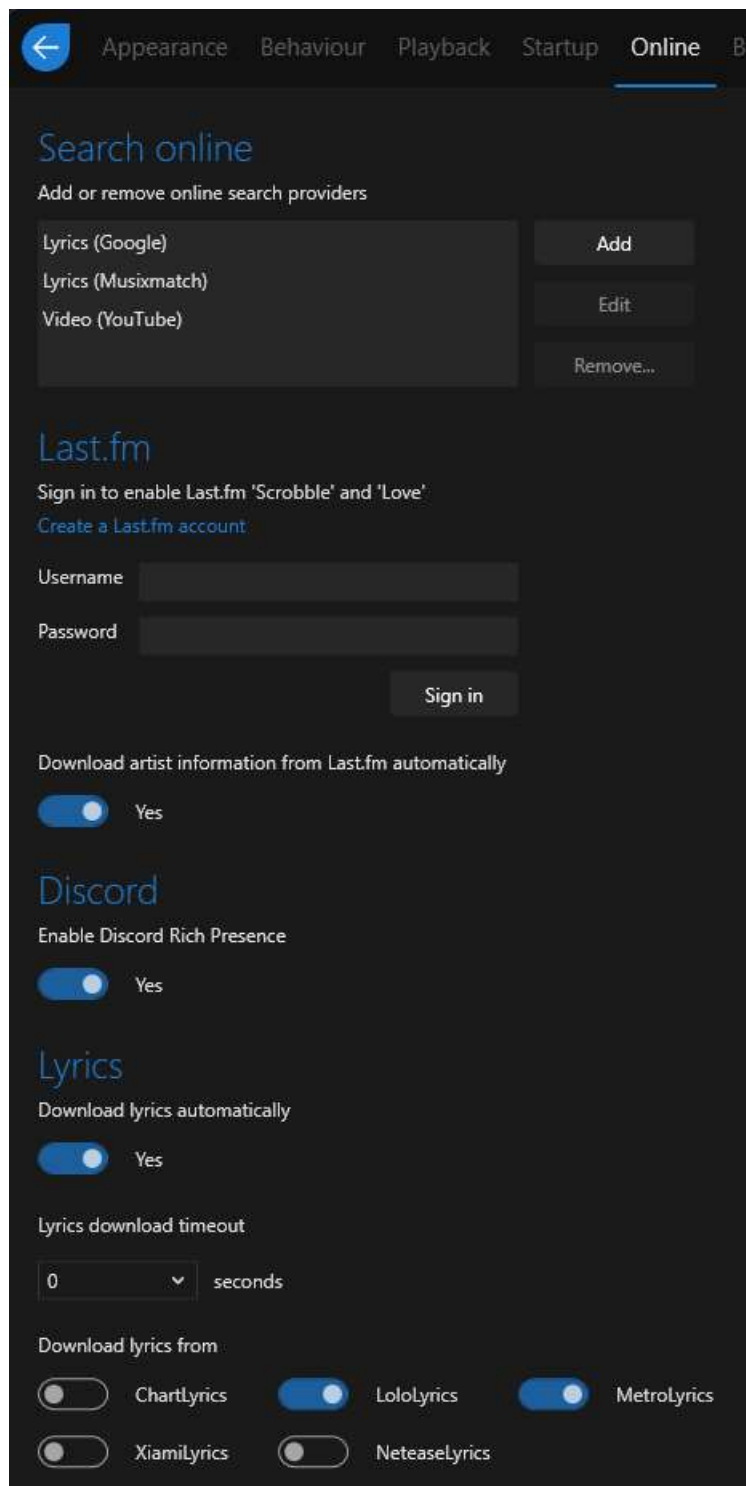 Appearance Behaviour Playback Startup Online B
Search online
Add or remove online search providers
Lyrics (Google)
Add
Lyrics (Musixmatch)
Edit
Video (YouTube)
Remove...
Last.fm
Sign in to enable Last.fm 'Scrobble' and 'Love'
Create a Last.fm account
Username
Password
Sign in
Download artist information from Last.fm automatically
Yes
Discord
Enable Discord Rich Presence
Yes
Lyrics
Download lyrics automatically
Yes
Lyrics download timeout
0 seconds
Download lyrics from
ChartLyrics LoloLyrics MetroLyrics
XiamiLyrics NeteaseLyrics